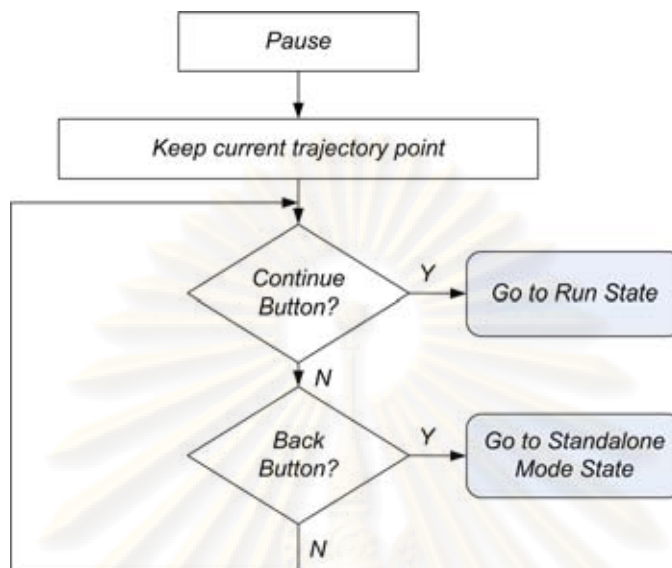 Pause
Keep current trajectory point
Continue
Button?
Y
Go to Run State
N
Back
Button?
Y
Go to Standalone
Mode State
N